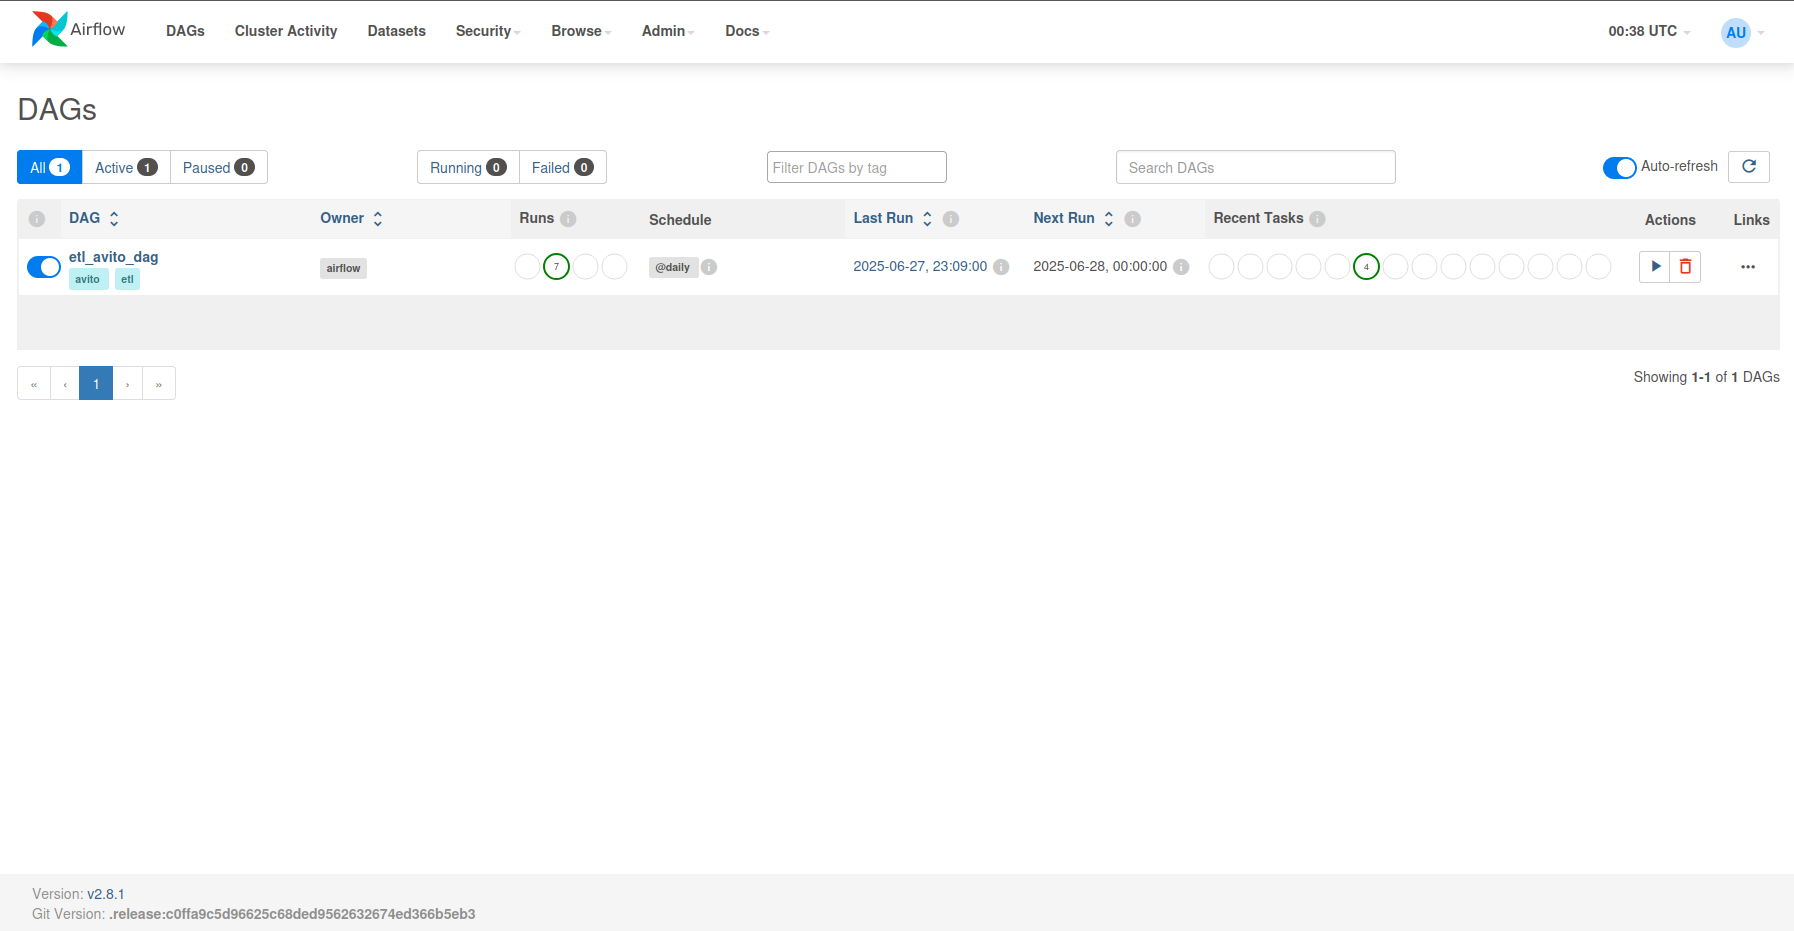 Airflow DAGs Cluster Activity Datasets Security Browse Admin Docs 00:38 UTC AU
DAGs
All 1 Active 1 Paused 0 Running 0 Failed 0 Filter DAGs by tag Search DAGs Auto-refresh
i DAG Owner Runs i Schedule Last Run i Next Run i Recent Tasks i Actions Links
etl_avito_dag airflow 7 @daily i 2025-06-27, 23:09:00 i 2025-06-28, 00:00:00 i 4
avito etl
« ‹ 1 › » Showing 1-1 of 1 DAGs
Version: v2.8.1
Git Version: .release:c0ffa9c5d96625c68ded9562632674ed366b5eb3